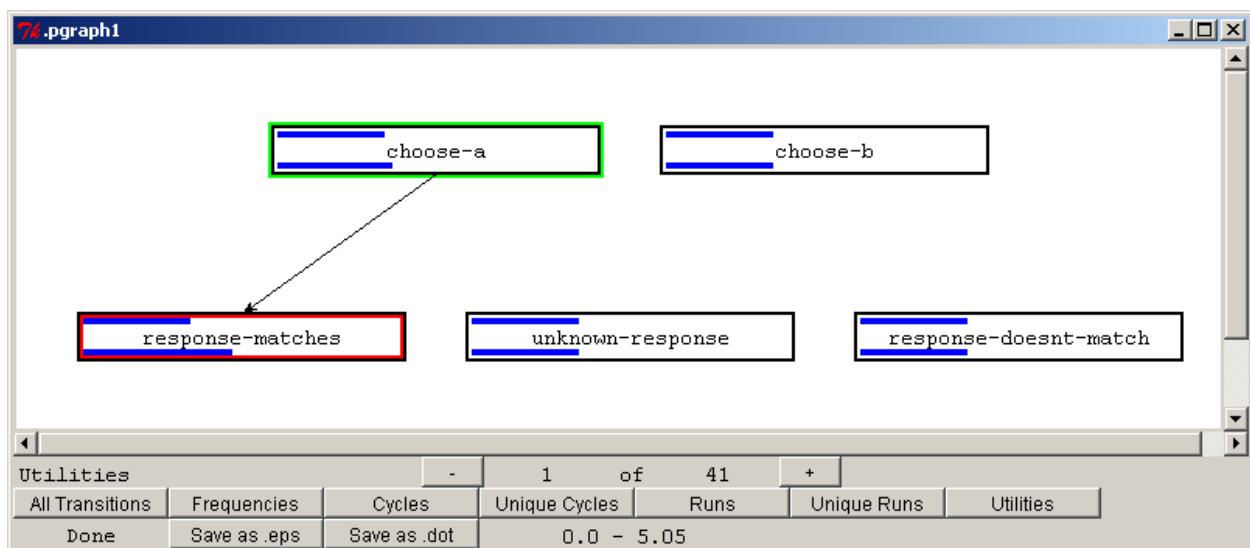 .pgraph1
choose-a choose-b
response-matches unknown-response response-doesnt-match
Utilities - 1 of 41 +
All Transitions Frequencies Cycles Unique Cycles Runs Unique Runs Utilities
Done Save as .eps Save as .dot 0.0 - 5.05